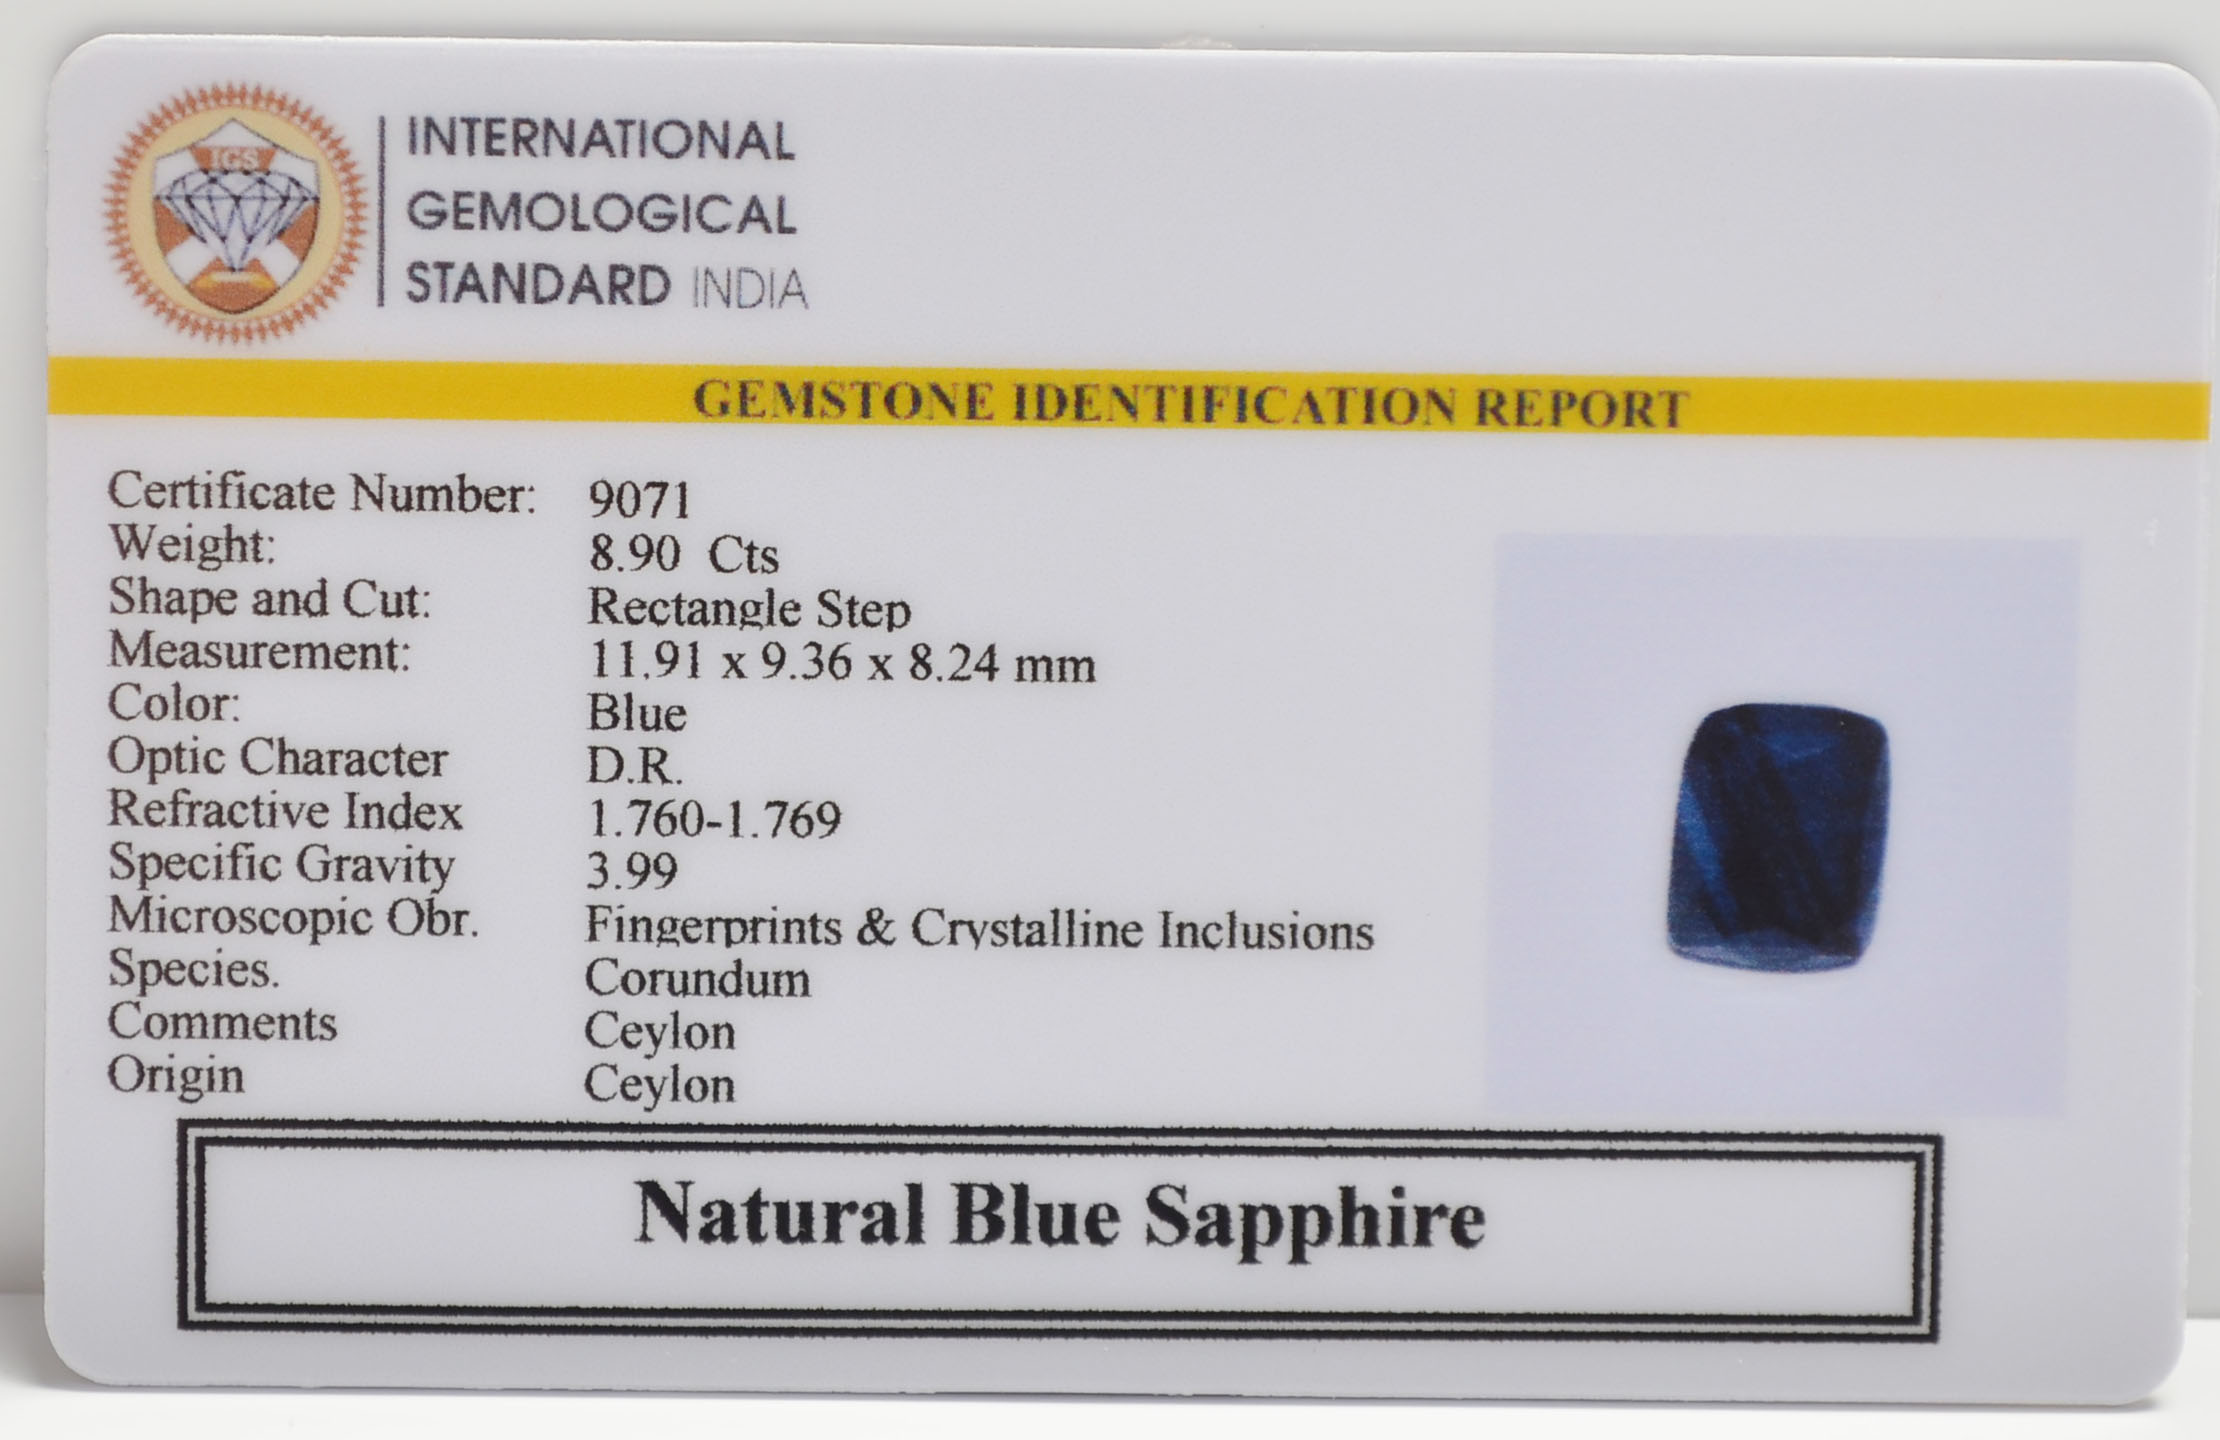 IGS
INTERNATIONAL
GEMOLOGICAL
STANDARD INDIA
GEMSTONE IDENTIFICATION REPORT
Certificate Number: 9071
Weight: 8.90 Cts
Shape and Cut: Rectangle Step
Measurement: 11.91 x 9.36 x 8.24 mm
Color: Blue
Optic Character D.R.
Refractive Index 1.760-1.769
Specific Gravity 3.99
Microscopic Obr. Fingerprints & Crystalline Inclusions
Species. Corundum
Comments Ceylon
Origin Ceylon
Natural Blue Sapphire